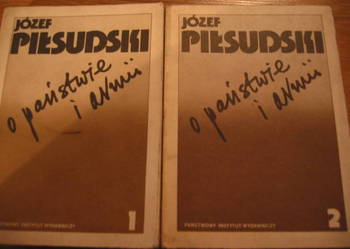 JÓZEF
PIŁSUDSKI
o państwie
i armii
PAŃSTWOWY INSTYTUT WYDAWNICZY
1
JÓZEF
PIŁSUDSKI
o państwie
i armii
PAŃSTWOWY INSTYTUT WYDAWNICZY
2